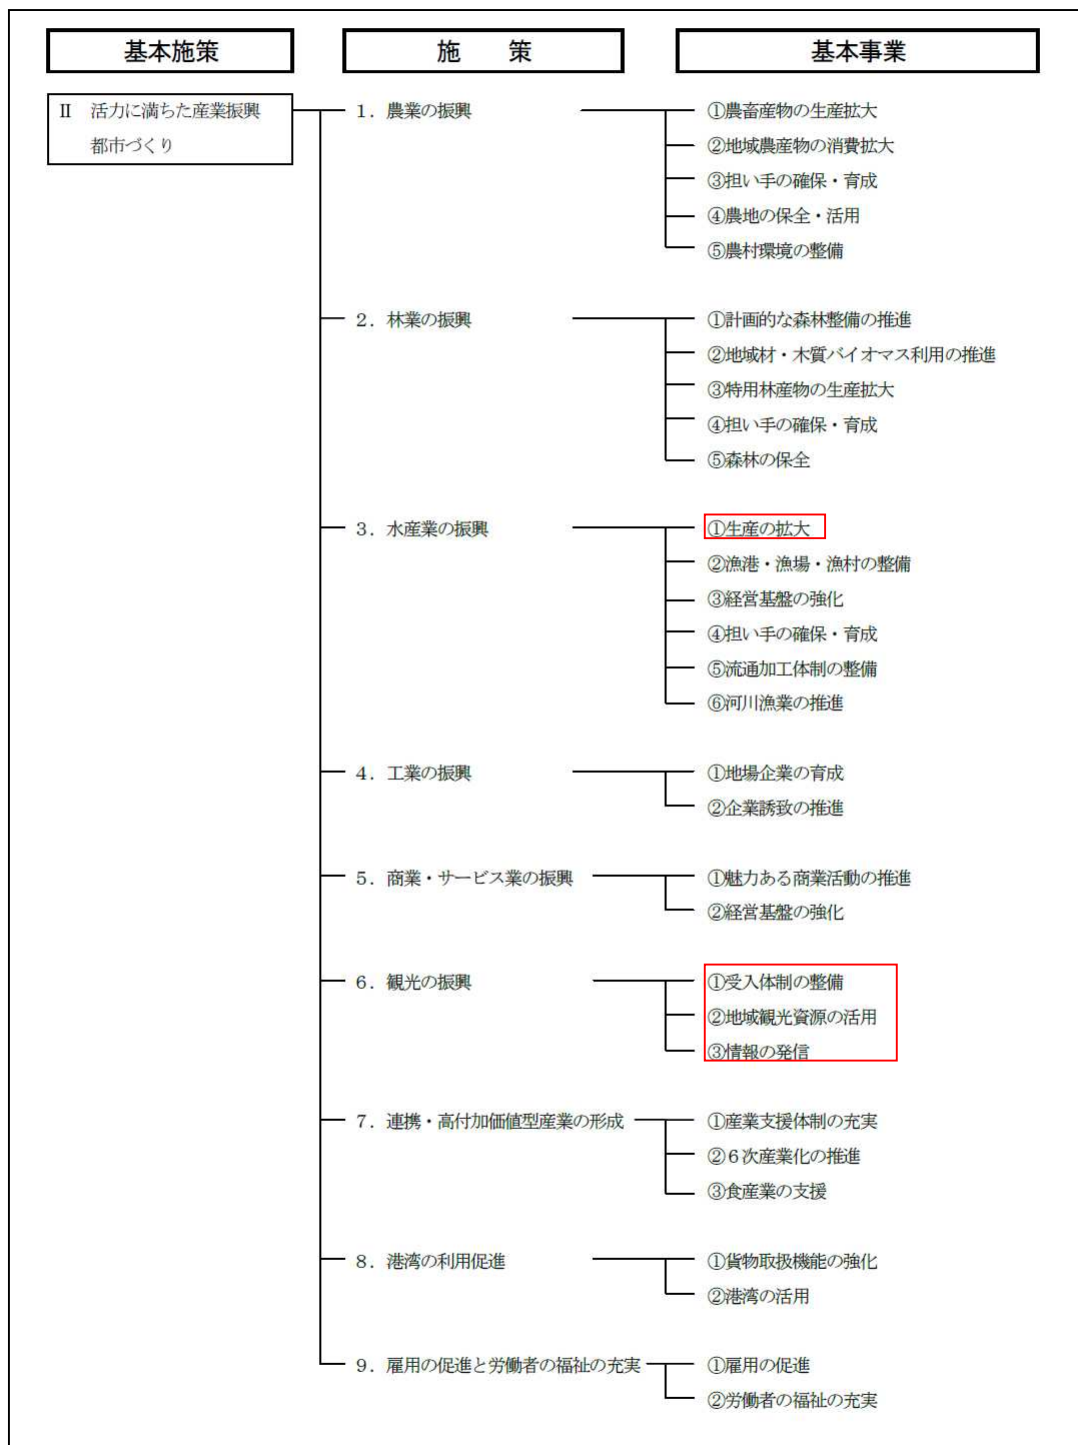 基本施策 施　　策 基本事業
Ⅱ 活力に満ちた産業振興 1．農業の振興 ①農畜産物の生産拡大
都市づくり ②地域農産物の消費拡大
③担い手の確保・育成
④農地の保全・活用
⑤農村環境の整備
2．林業の振興 ①計画的な森林整備の推進
②地域材・木質バイオマス利用の推進
③特用林産物の生産拡大
④担い手の確保・育成
⑤森林の保全
3．水産業の振興 ①生産の拡大
②漁港・漁場・漁村の整備
③経営基盤の強化
④担い手の確保・育成
⑤流通加工体制の整備
⑥河川漁業の推進
4．工業の振興 ①地場企業の育成
②企業誘致の推進
5．商業・サービス業の振興 ①魅力ある商業活動の推進
②経営基盤の強化
6．観光の振興 ①受入体制の整備
②地域観光資源の活用
③情報の発信
7．連携・高付加価値型産業の形成 ①産業支援体制の充実
②６次産業化の推進
③食産業の支援
8．港湾の利用促進 ①貨物取扱機能の強化
②港湾の活用
9．雇用の促進と労働者の福祉の充実 ①雇用の促進
②労働者の福祉の充実